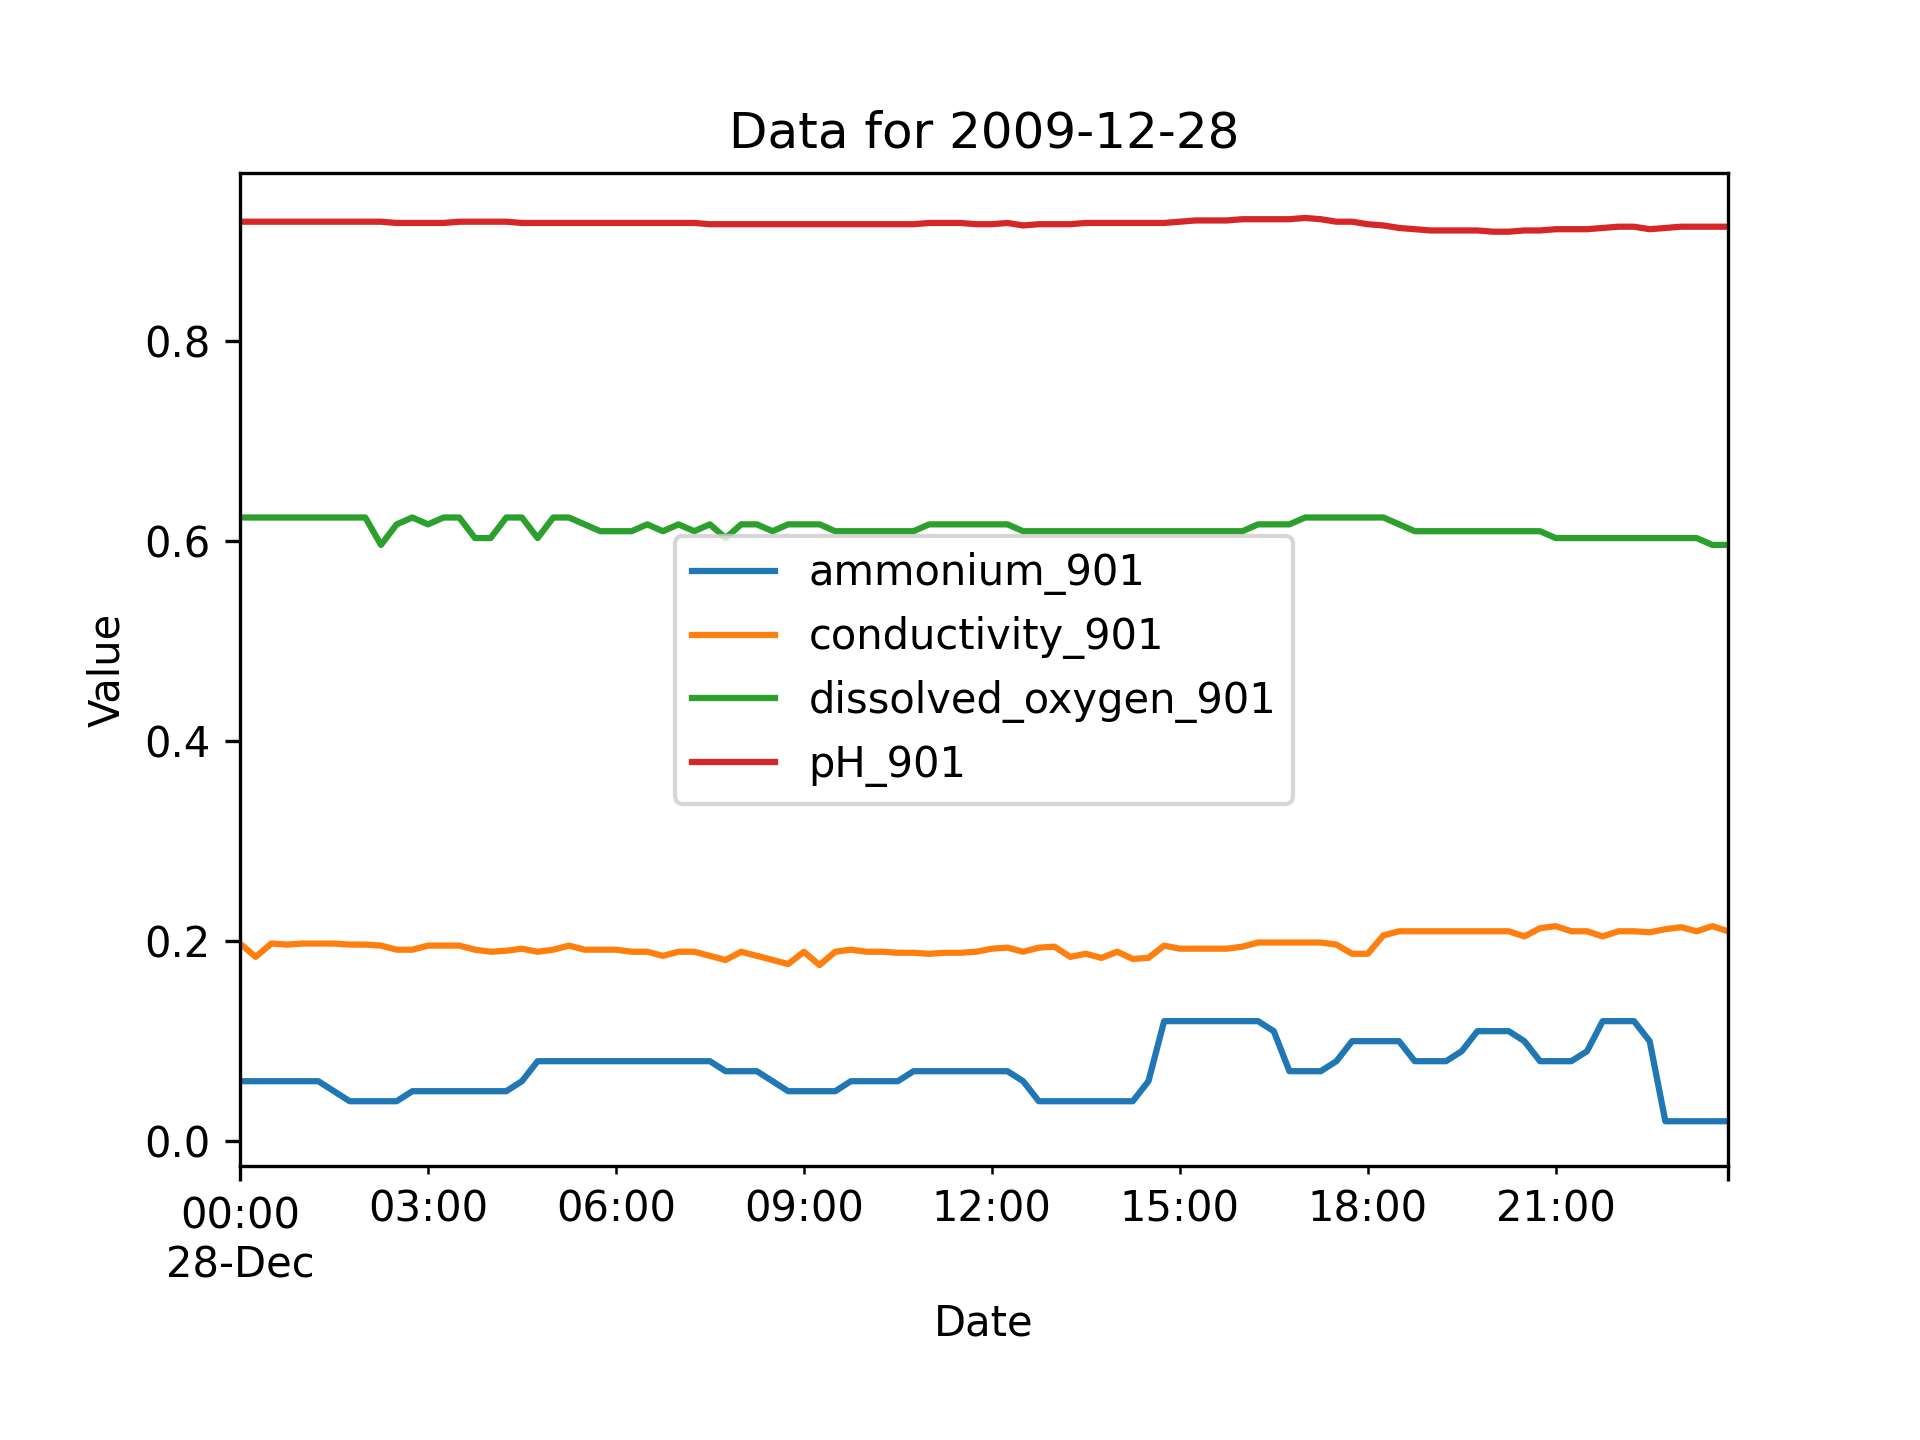 Data for 2009-12-28
Value
0.8
0.6
0.4
0.2
0.0
ammonium_901
conductivity_901
dissolved_oxygen_901
pH_901
00:00 03:00 06:00 09:00 12:00 15:00 18:00 21:00
28-Dec
Date